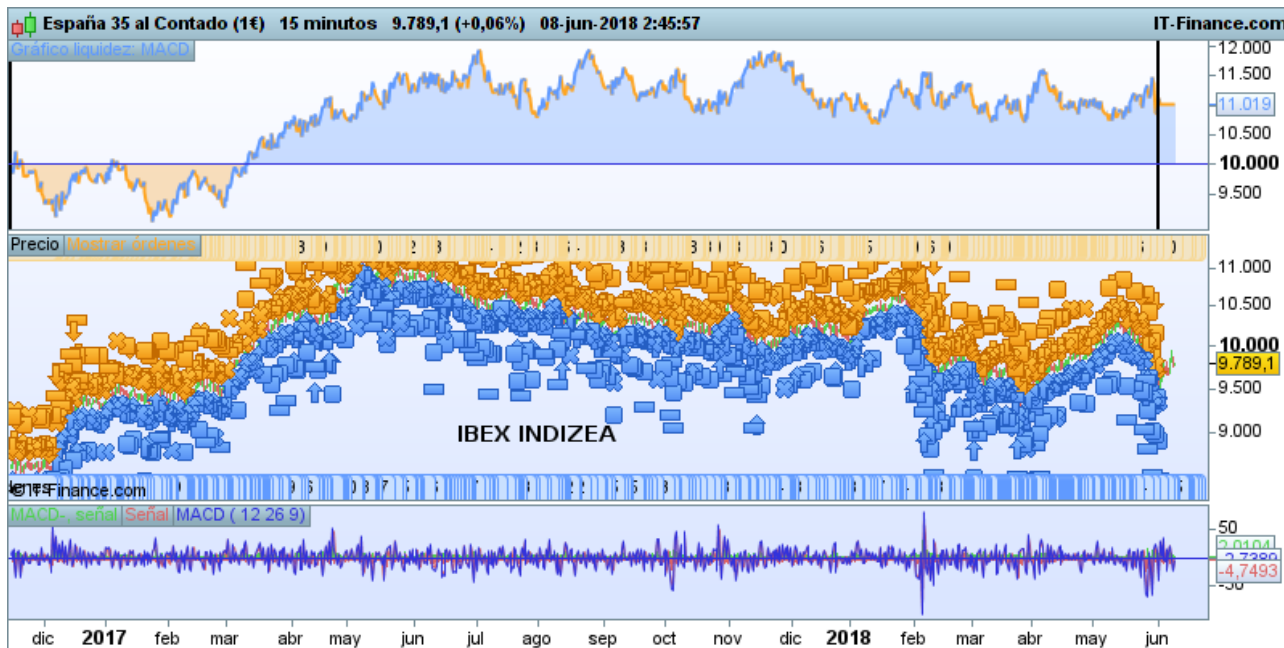 España 35 al Contado (1€) 15 minutos 9.789,1 (+0,06%) 08-jun-2018 2:45:57 IT-Finance.com
Gráfico liquidez: MACD
12.000
11.500
11.019
10.500
10.000
9.500
Precio Mostrar órdenes
11.000
10.500
10.000
9.789,1
9.500
9.000
IBEX INDIZEA
©IT-Finance.com
MACD-. señal Señal MACD ( 12 26 9)
50
2,0104
-2,7389
-4,7493
-50
dic 2017 feb mar abr may jun jul ago sep oct nov dic 2018 feb mar abr may jun